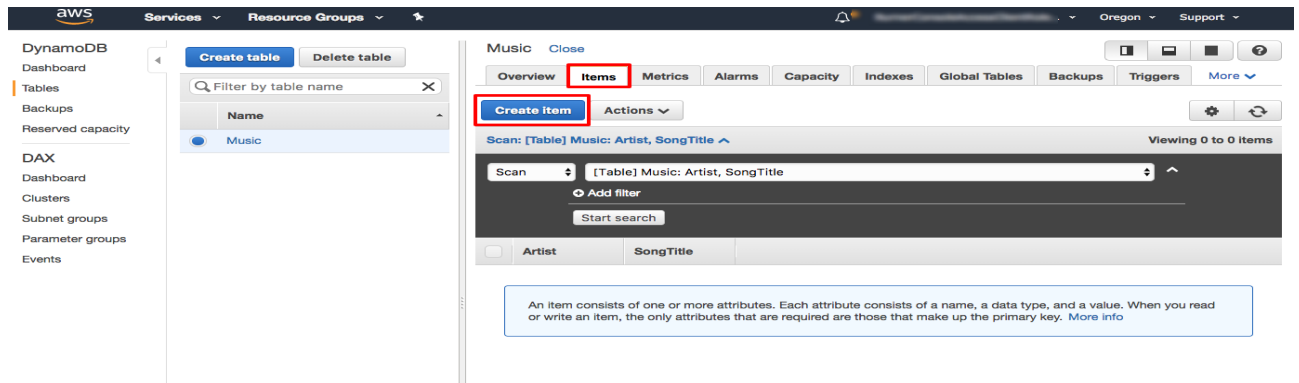 aws Services Resource Groups Oregon Support
DynamoDB
Dashboard
Tables
Backups
Reserved capacity
DAX
Dashboard
Clusters
Subnet groups
Parameter groups
Events
Create table Delete table
Filter by table name
Name
Music
Music Close
Overview Items Metrics Alarms Capacity Indexes Global Tables Backups Triggers More
Create item Actions
Scan: [Table] Music: Artist, SongTitle Viewing 0 to 0 items
Scan [Table] Music: Artist, SongTitle
Add filter
Start search
Artist SongTitle
An item consists of one or more attributes. Each attribute consists of a name, a data type, and a value. When you read
or write an item, the only attributes that are required are those that make up the primary key. More info